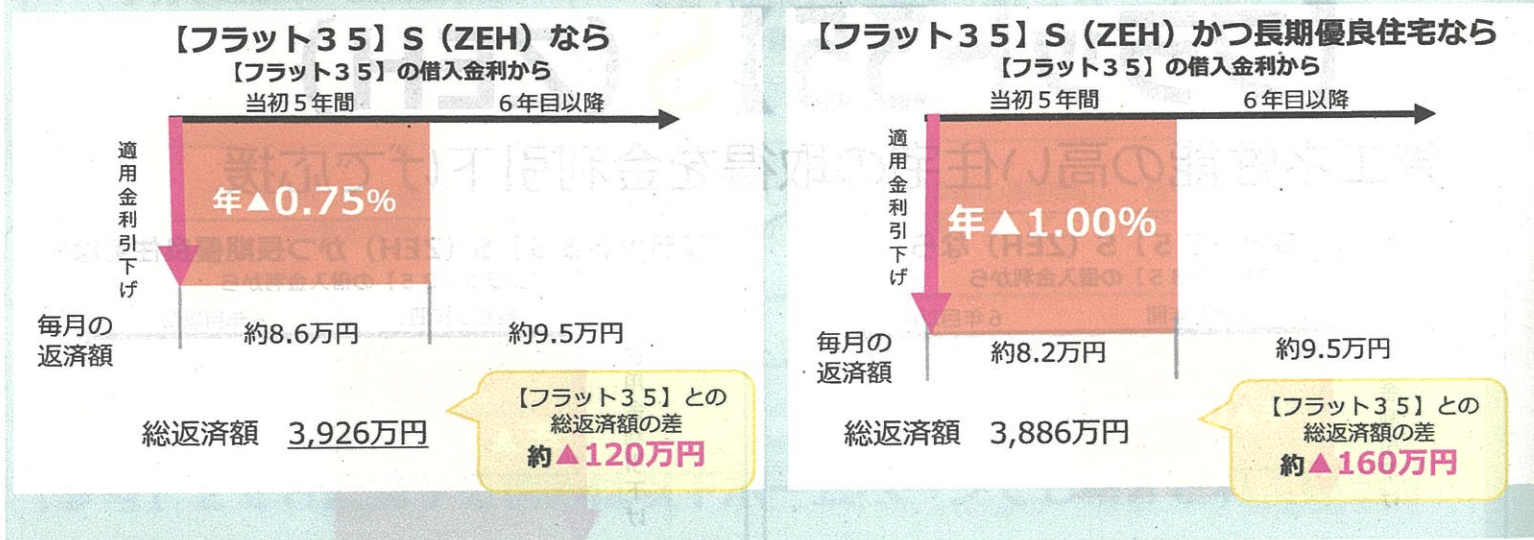 【フラット３５】S（ZEH）なら
【フラット３５】の借入金利から
当初５年間
６年目以降
適用金利引下げ
年▲0.75%
毎月の
返済額
約8.6万円
約9.5万円
総返済額 3,926万円
【フラット３５】との
総返済額の差
約▲120万円
【フラット３５】S（ZEH）かつ長期優良住宅なら
【フラット３５】の借入金利から
当初５年間
６年目以降
適用金利引下げ
年▲1.00%
毎月の
返済額
約8.2万円
約9.5万円
総返済額 3,886万円
【フラット３５】との
総返済額の差
約▲160万円